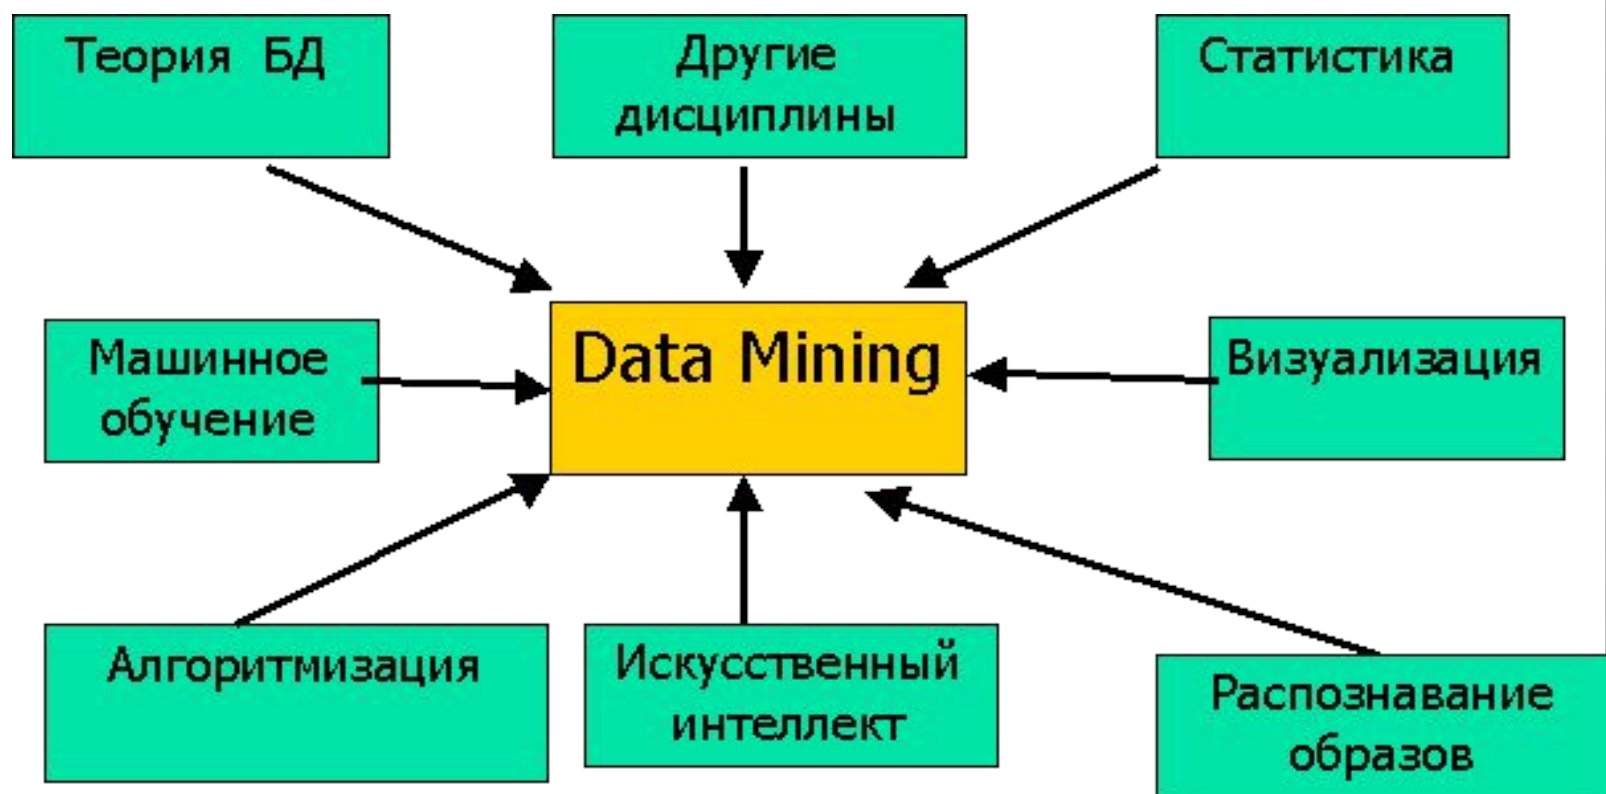 Теория БД
Другие
дисциплины
Статистика
Машинное
обучение
Data Mining
Визуализация
Алгоритмизация
Искусственный
интеллект
Распознавание
образов